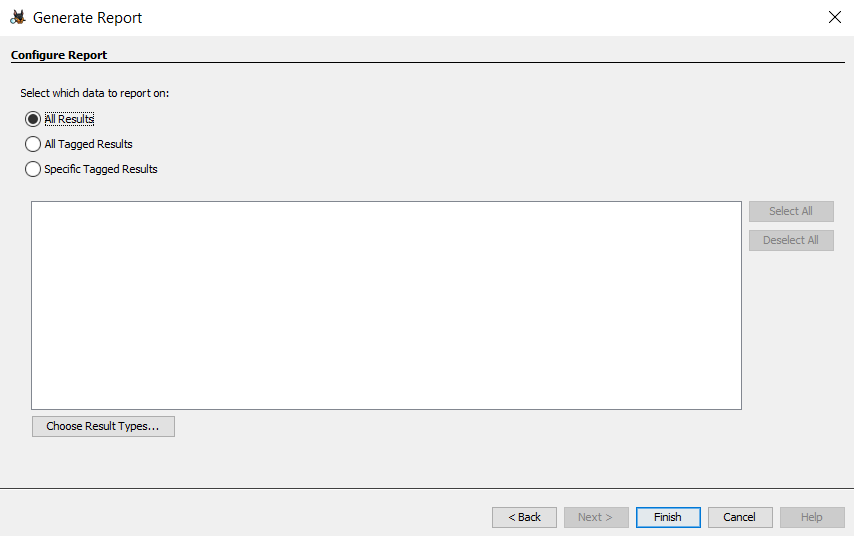 Generate Report
Configure Report
Select which data to report on:
All Results
All Tagged Results
Specific Tagged Results
Select All
Deselect All
Choose Result Types...
< Back Next > Finish Cancel Help